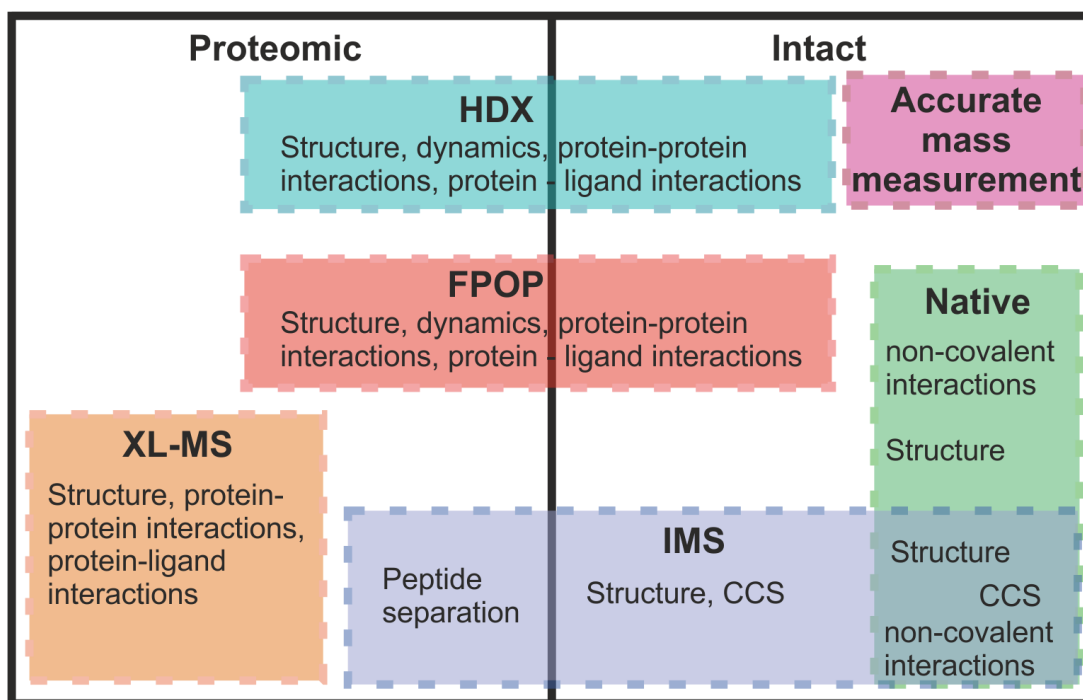 Proteomic
Intact
HDX
Structure, dynamics, protein-protein
interactions, protein - ligand interactions
Accurate
mass
measurement
FPOP
Structure, dynamics, protein-protein
interactions, protein - ligand interactions
Native
non-covalent
interactions
Structure
XL-MS
Structure, protein-
protein interactions,
protein-ligand
interactions
IMS
Peptide
separation
Structure, CCS
Structure
CCS
non-covalent
interactions